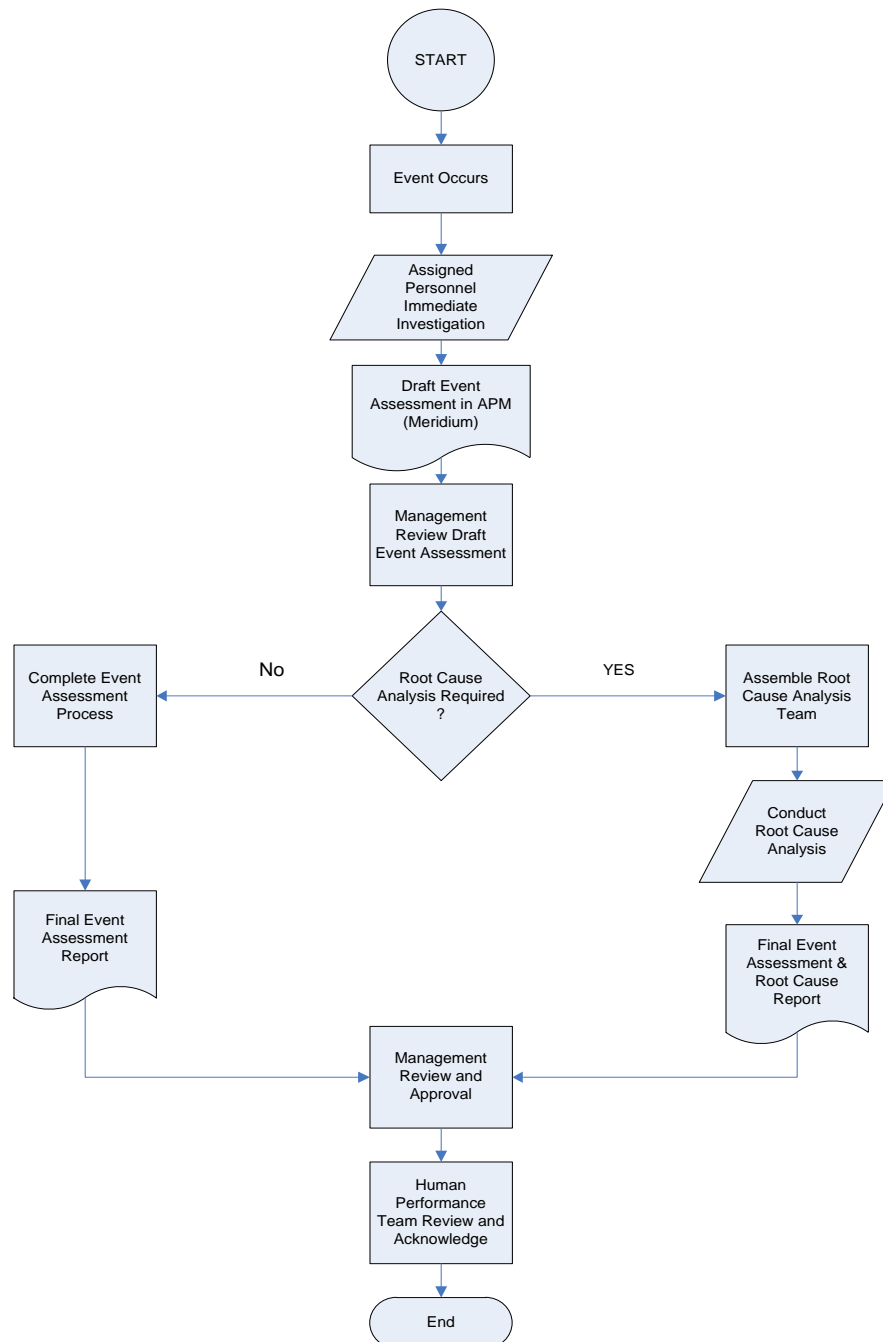 START
Event Occurs
Assigned
Personnel
Immediate
Investigation
Draft Event
Assessment in APM
(Meridium)
Management
Review Draft
Event Assessment
Root Cause
Analysis Required
?
No
YES
Complete Event
Assessment
Process
Assemble Root
Cause Analysis
Team
Conduct
Root Cause
Analysis
Final Event
Assessment
Report
Final Event
Assessment &
Root Cause
Report
Management
Review and
Approval
Human
Performance
Team Review and
Acknowledge
End